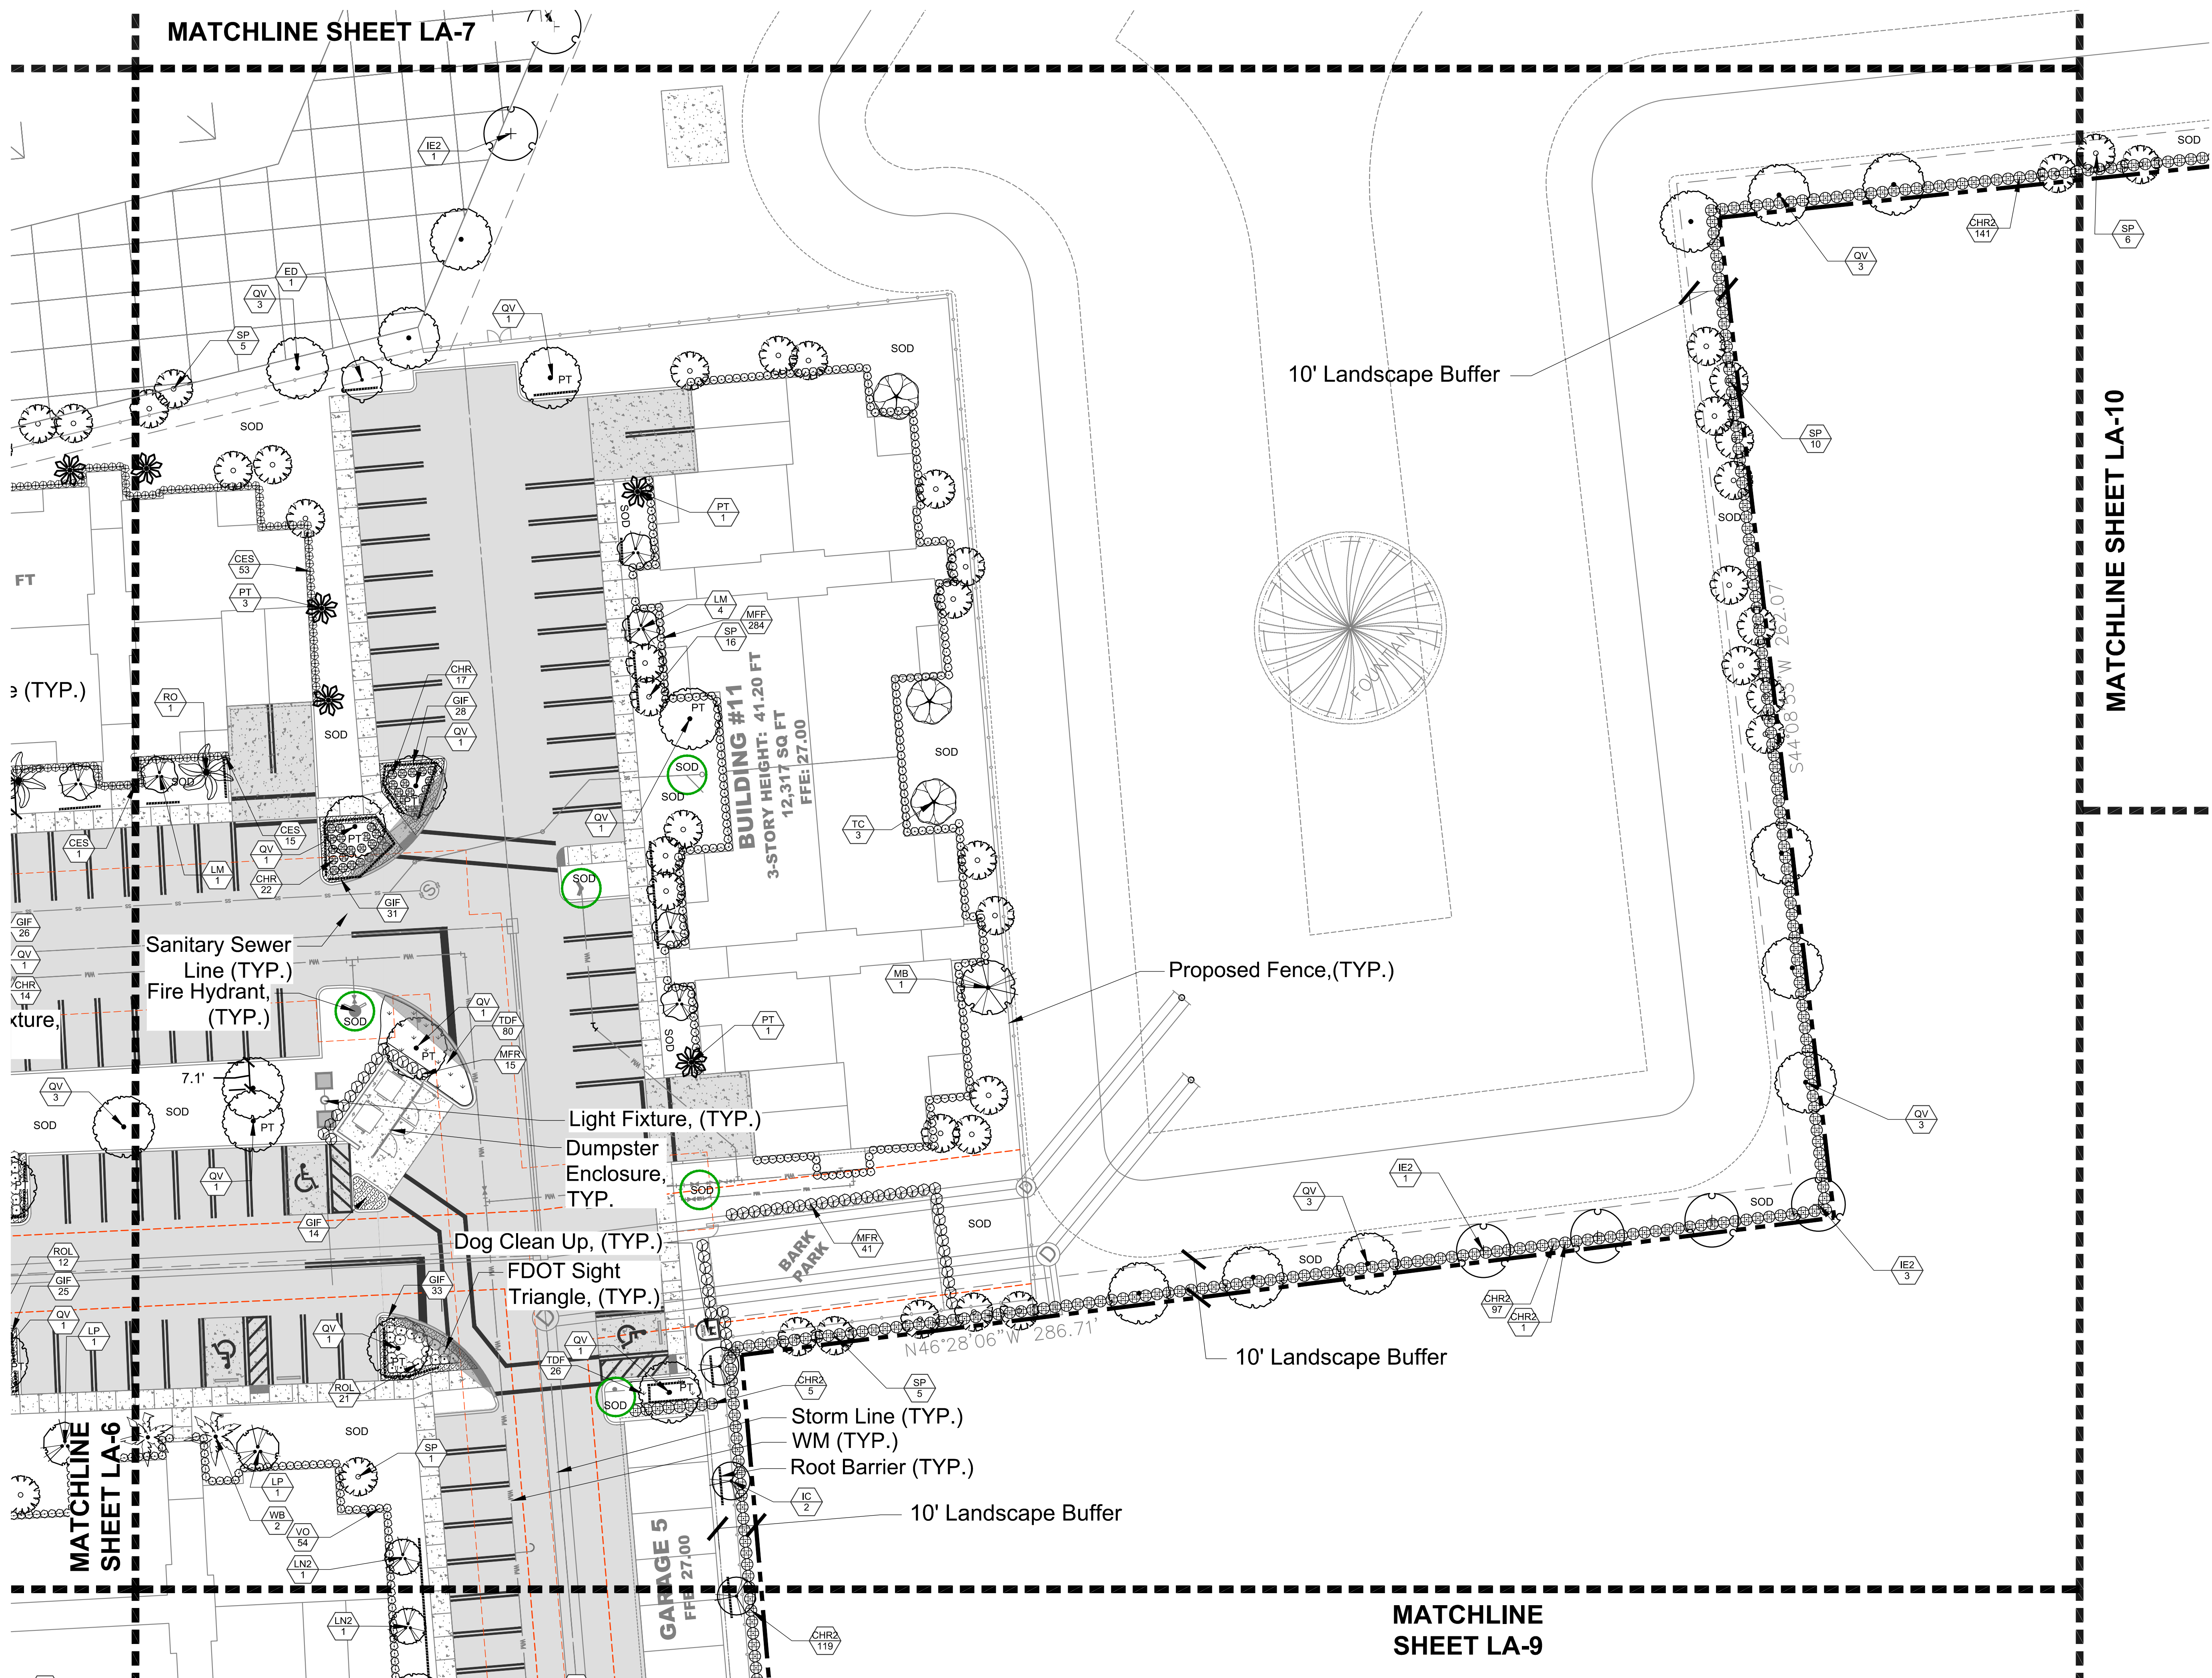 MATCHLINE SHEET LA-7
IE2
1
SOD
CHR2
141
SP
6
QV
3
ED
1
QV
3
QV
1
SP
5
SOD
PT
SOD
10' Landscape Buffer
SP
10
MATCHLINE SHEET LA-10
PT
1
SOD
SOD
CES
53
PT
3
FT
LM
4
MFF
284
SP
16
FOUNTAIN
S44°08'53"W 262.07'
e (TYP.)
RO
1
CHR
17
GIF
28
QV
1
PT
SOD
SOD
SOD
SOD
SOD
PT
BUILDING #11
3-STORY HEIGHT: 41.20 FT
12,317 SQ FT
FFE: 27.00
QV
1
TC
3
CES
1
CES
15
QV
1
PT
LM
1
CHR
22
GIF
31
SOD
S
GIF
26
QV
1
CHR
14
xture,
Sanitary Sewer
Line (TYP.)
Fire Hydrant,
(TYP.)
SOD
MB
1
Proposed Fence,(TYP.)
QV
1
TDF
80
MFR
15
PT
PT
1
SOD
7.1'
QV
3
SOD
SOD
PT
Light Fixture, (TYP.)
Dumpster
Enclosure,
TYP.
QV
1
SOD
GIF
14
Dog Clean Up, (TYP.)
FDOT Sight
Triangle, (TYP.)
BARK
PARK
MFR
41
SOD
D
D
D
QV
3
IE2
1
SOD
SOD
QV
3
IE2
3
CHR2
97
CHR2
1
ROL
12
GIF
25
QV
1
LP
1
GIF
33
QV
1
PT
ROL
21
QV
1
TDF
26
PT
SOD
N46°28'06"W 286.71'
10' Landscape Buffer
CHR2
5
SP
5
Storm Line (TYP.)
WM (TYP.)
Root Barrier (TYP.)
MATCHLINE
SHEET LA-6
SOD
SP
1
LP
1
WB
2
VO
54
LN2
1
IC
2
10' Landscape Buffer
GARAGE 5
FFE: 27.00
LN2
1
CHR2
119
MATCHLINE
SHEET LA-9